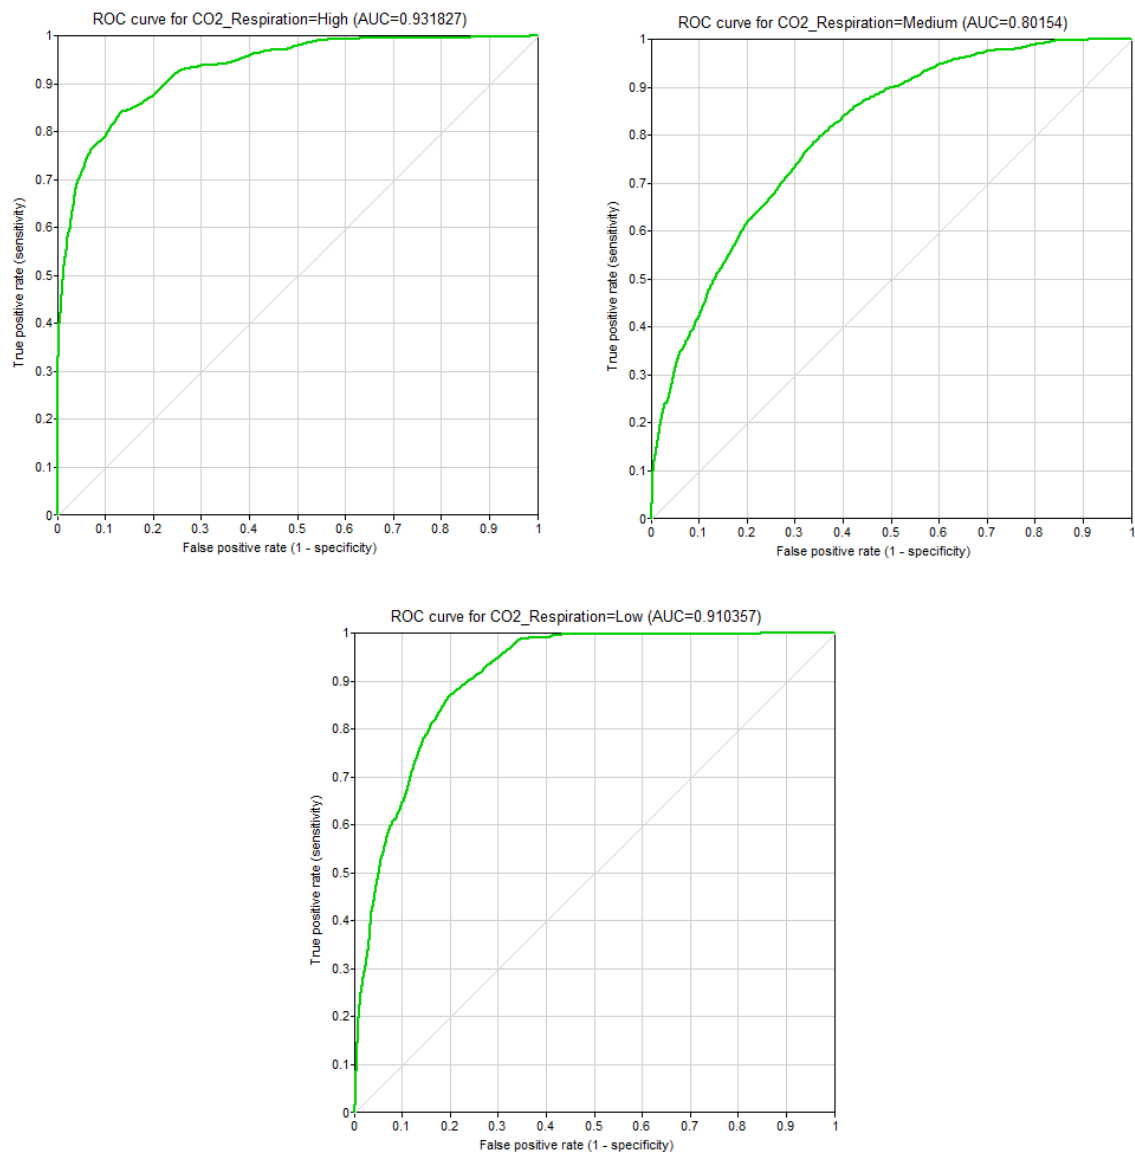 ROC curve for CO2_Respiration=High (AUC=0.931827)
1
0.9
0.8
0.7
0.6
0.5
0.4
0.3
0.2
0.1
0
True positive rate (sensitivity)
0 0.1 0.2 0.3 0.4 0.5 0.6 0.7 0.8 0.9 1
False positive rate (1 - specificity)
ROC curve for CO2_Respiration=Medium (AUC=0.80154)
1
0.9
0.8
0.7
0.6
0.5
0.4
0.3
0.2
0.1
0
True positive rate (sensitivity)
0 0.1 0.2 0.3 0.4 0.5 0.6 0.7 0.8 0.9 1
False positive rate (1 - specificity)
ROC curve for CO2_Respiration=Low (AUC=0.910357)
1
0.9
0.8
0.7
0.6
0.5
0.4
0.3
0.2
0.1
0
True positive rate (sensitivity)
0 0.1 0.2 0.3 0.4 0.5 0.6 0.7 0.8 0.9 1
False positive rate (1 - specificity)